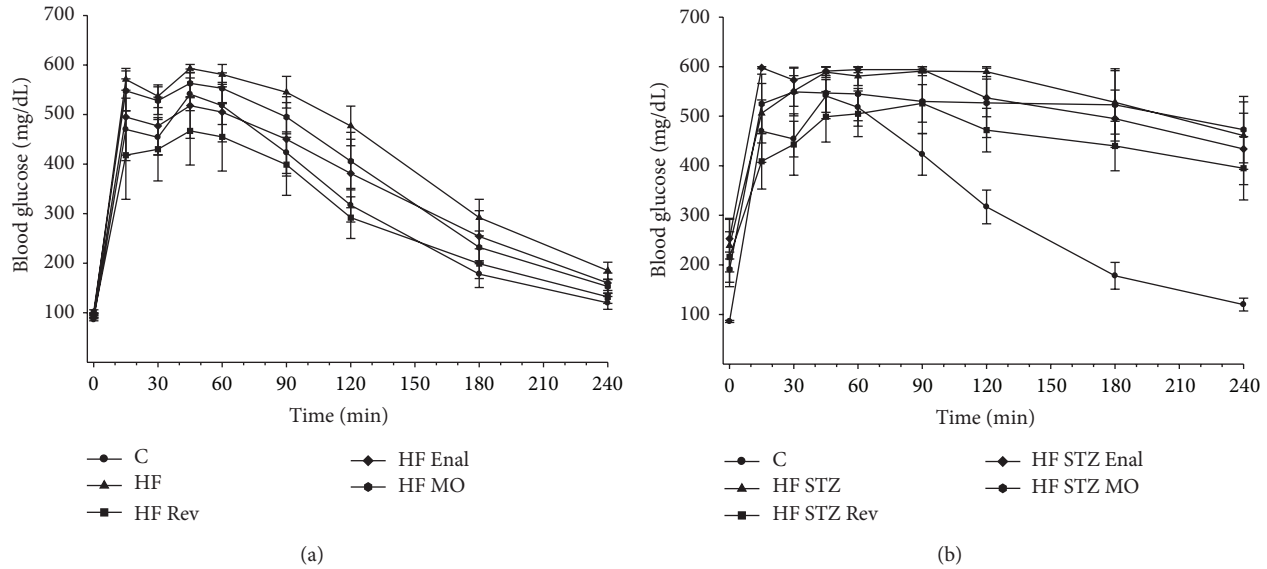 700
600
500
400
300
200
100
Blood glucose (mg/dL)
0 30 60 90 120 150 180 210 240
Time (min)
C
HF
HF Rev
HF Enal
HF MO
(a)
700
600
500
400
300
200
100
Blood glucose (mg/dL)
0 30 60 90 120 150 180 210 240
Time (min)
C
HF STZ
HF STZ Rev
HF STZ Enal
HF STZ MO
(b)